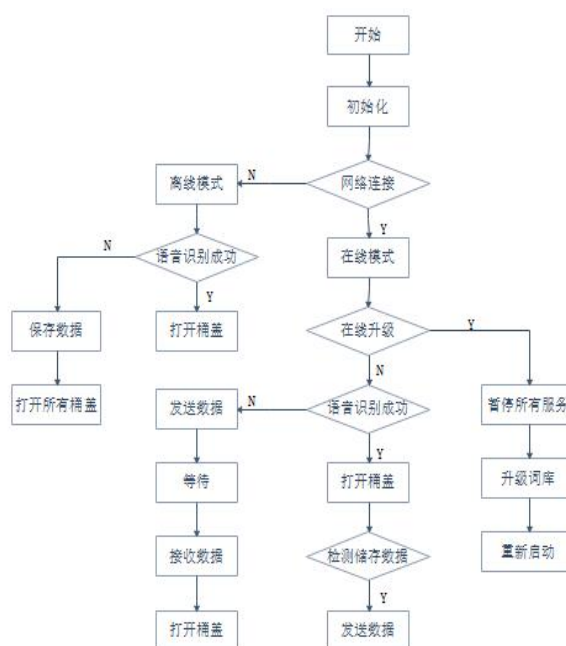 开始
初始化
网络连接
N
离线模式
Y
在线模式
语音识别成功
N
Y
保存数据
打开桶盖
在线升级
Y
N
打开所有桶盖
发送数据
N
语音识别成功
暂停所有服务
Y
等待
打开桶盖
升级词库
接收数据
检测储存数据
重新启动
Y
打开桶盖
发送数据